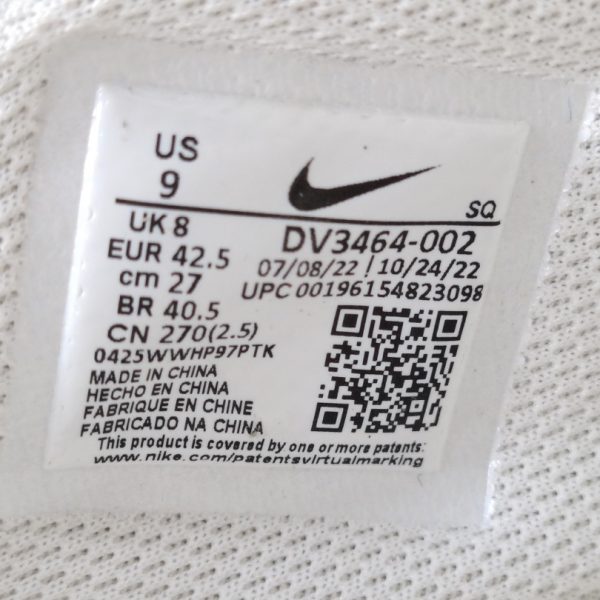 US
9
SQ
UK 8
DV3464-002
EUR 42.5
07/08/22 | 10/24/22
cm 27
UPC 00196154823098
BR 40.5
CN 270(2.5)
0425WWHP97PTK
MADE IN CHINA
HECHO EN CHINA
FABRIQUE EN CHINE
FABRICADO NA CHINA
This product is covered by one or more patents:
www.nike.com/patentsvirtualmarking